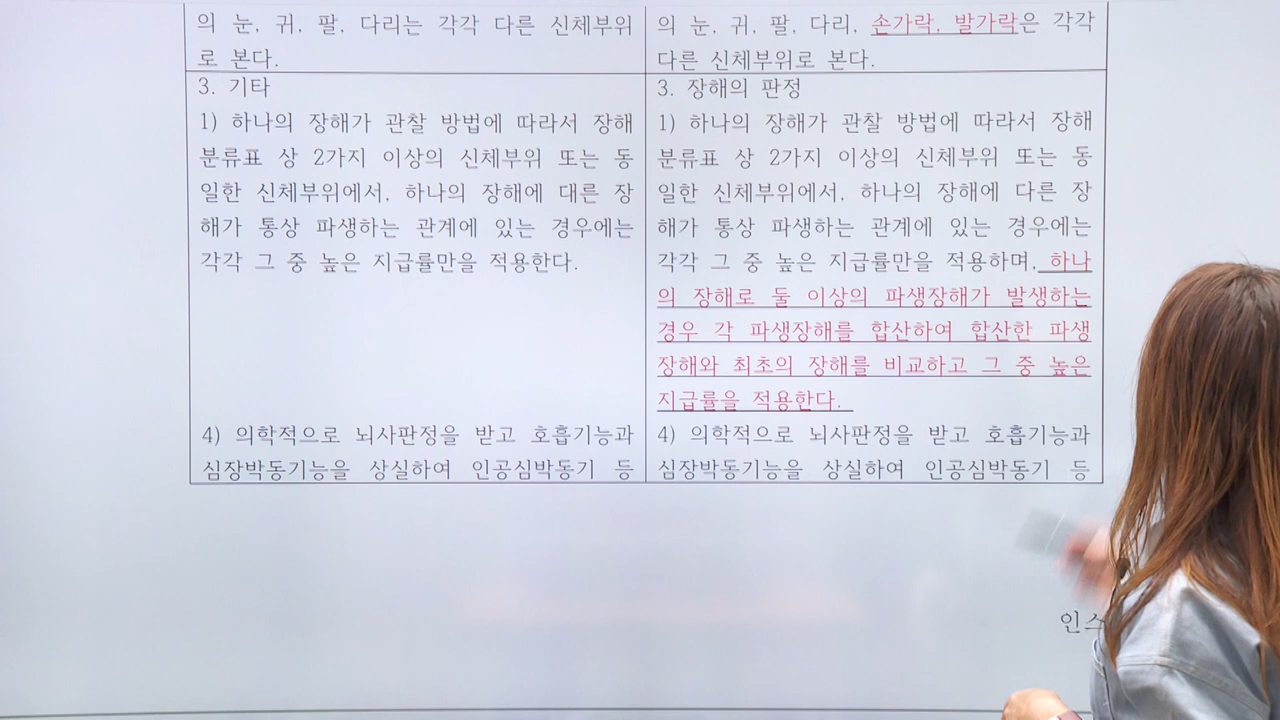 의 눈, 귀, 팔, 다리는 각각 다른 신체부위
로 본다.
3. 기타
1) 하나의 장해가 관찰 방법에 따라서 장해
분류표 상 2가지 이상의 신체부위 또는 동
일한 신체부위에서, 하나의 장해에 대른 장
해가 통상 파생하는 관계에 있는 경우에는
각각 그 중 높은 지급률만을 적용한다.
4) 의학적으로 뇌사판정을 받고 호흡기능과
심장박동기능을 상실하여 인공심박동기 등
의 눈, 귀, 팔, 다리, 손가락, 발가락은 각각
다른 신체부위로 본다.
3. 장해의 판정
1) 하나의 장해가 관찰 방법에 따라서 장해
분류표 상 2가지 이상의 신체부위 또는 동
일한 신체부위에서, 하나의 장해에 다른 장
해가 통상 파생하는 관계에 있는 경우에는
각각 그 중 높은 지급률만을 적용하며, 하나
의 장해로 둘 이상의 파생장해가 발생하는
경우 각 파생장해를 합산하여 합산한 파생
장해와 최초의 장해를 비교하고 그 중 높은
지급률을 적용한다.
4) 의학적으로 뇌사판정을 받고 호흡기능과
심장박동기능을 상실하여 인공심박동기 등
인스